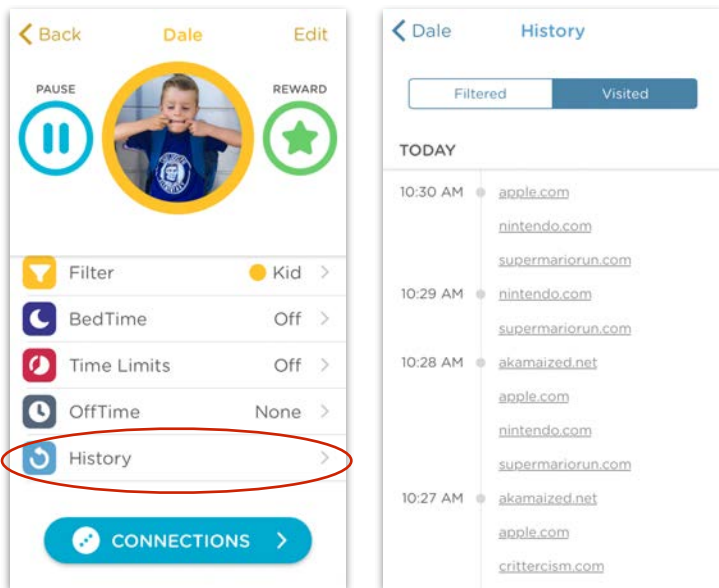 Back Dale Edit
PAUSE REWARD
Filter Kid
BedTime Off
Time Limits Off
OffTime None
History
CONNECTIONS
Dale History
Filtered Visited
TODAY
10:30 AM apple.com
nintendo.com
supermariorun.com
10:29 AM nintendo.com
supermariorun.com
10:28 AM akamaized.net
apple.com
nintendo.com
supermariorun.com
10:27 AM akamaized.net
apple.com
crittercism.com